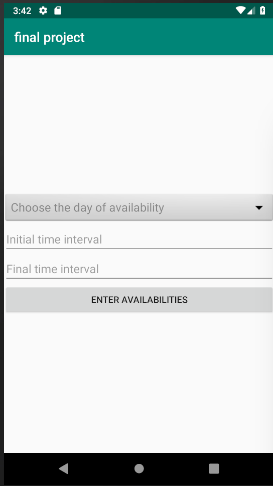 3:42
final project
Choose the day of availability
Initial time interval
Final time interval
ENTER AVAILABILITIES